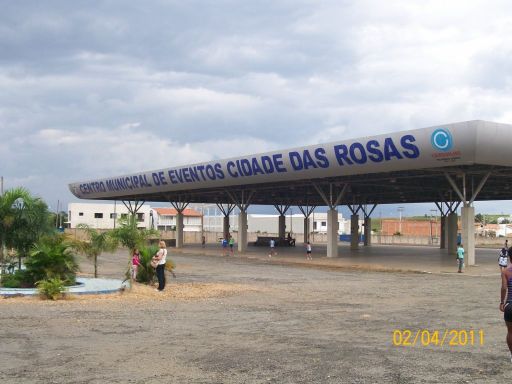 CENTRO MUNICIPAL DE EVENTOS CIDADE DAS ROSAS
02/04/2011